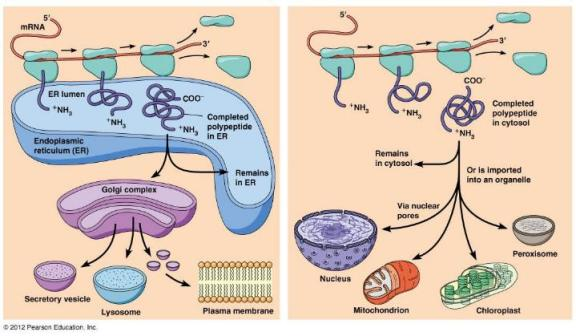 5'
mRNA
3'
ER lumen
⁺NH₃
⁺NH₃
COO⁻
⁺NH₃
Completed
polypeptide
in ER
Endoplasmic
reticulum (ER)
Remains
in ER
Golgi complex
Secretory vesicle
Lysosome
Plasma membrane
5'
3'
⁺NH₃
⁺NH₃
COO⁻
⁺NH₃
Completed
polypeptide
in cytosol
Remains
in cytosol
Or is imported
into an organelle
Via nuclear
pores
Nucleus
Mitochondrion
Chloroplast
Peroxisome
© 2012 Pearson Education, Inc.